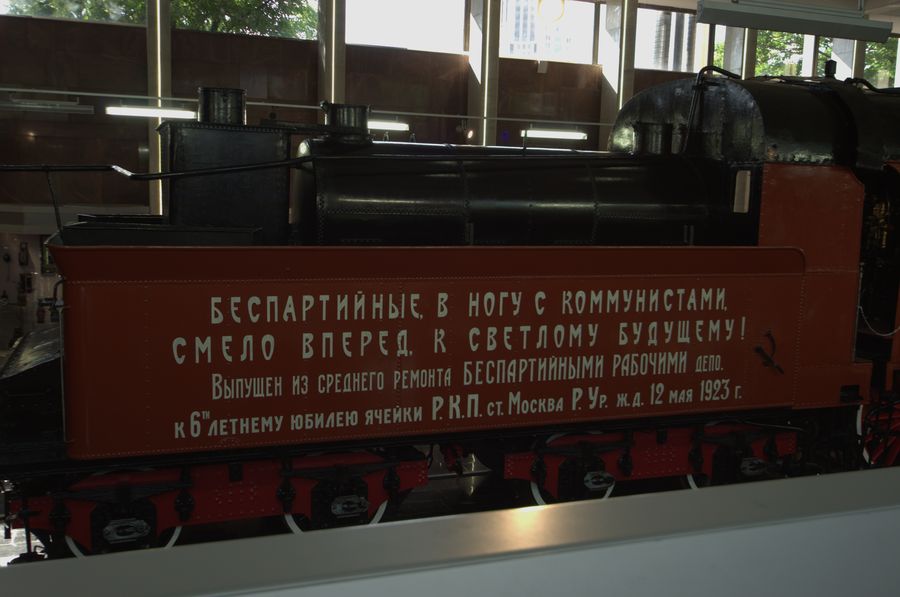 БЕСПАРТИЙНЫЕ, В НОГУ С КОММУНИСТАМИ,
СМЕЛО ВПЕРЕД, К СВЕТЛОМУ БУДУЩЕМУ!
ВЫПУЩЕН ИЗ СРЕДНЕГО РЕМОНТА БЕСПАРТИЙНЫМИ РАБОЧИМИ ДЕПО.
К 6ТИ ЛЕТНЕМУ ЮБИЛЕЮ ЯЧЕЙКИ Р.К.П. СТ. МОСКВА Р. УР. Ж.Д. 12 МАЯ 1923 Г.